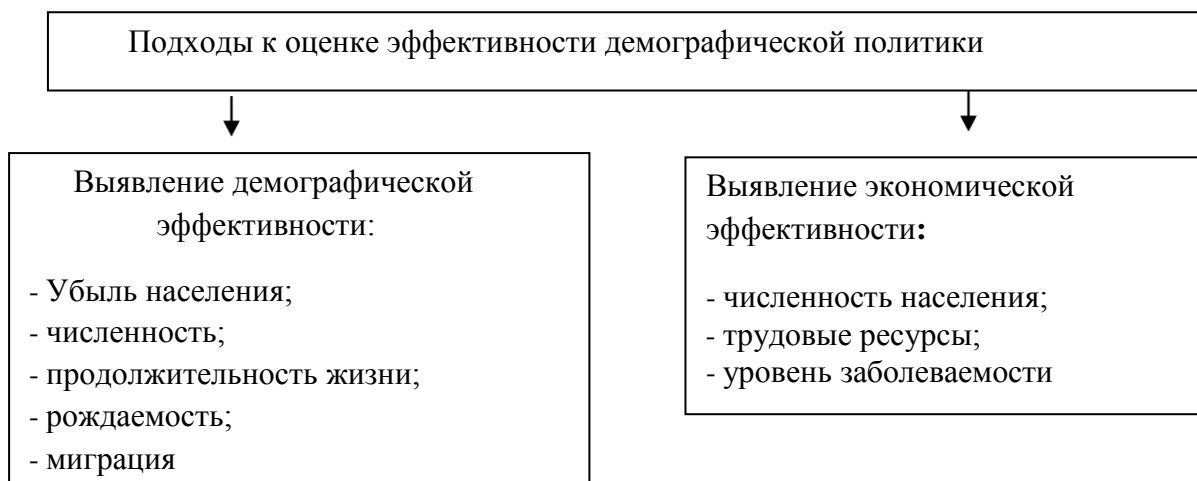 Подходы к оценке эффективности демографической политики
Выявление демографической
эффективности:
- Убыль населения;
- численность;
- продолжительность жизни;
- рождаемость;
- миграция
Выявление экономической
эффективности:
- численность населения;
- трудовые ресурсы;
- уровень заболеваемости